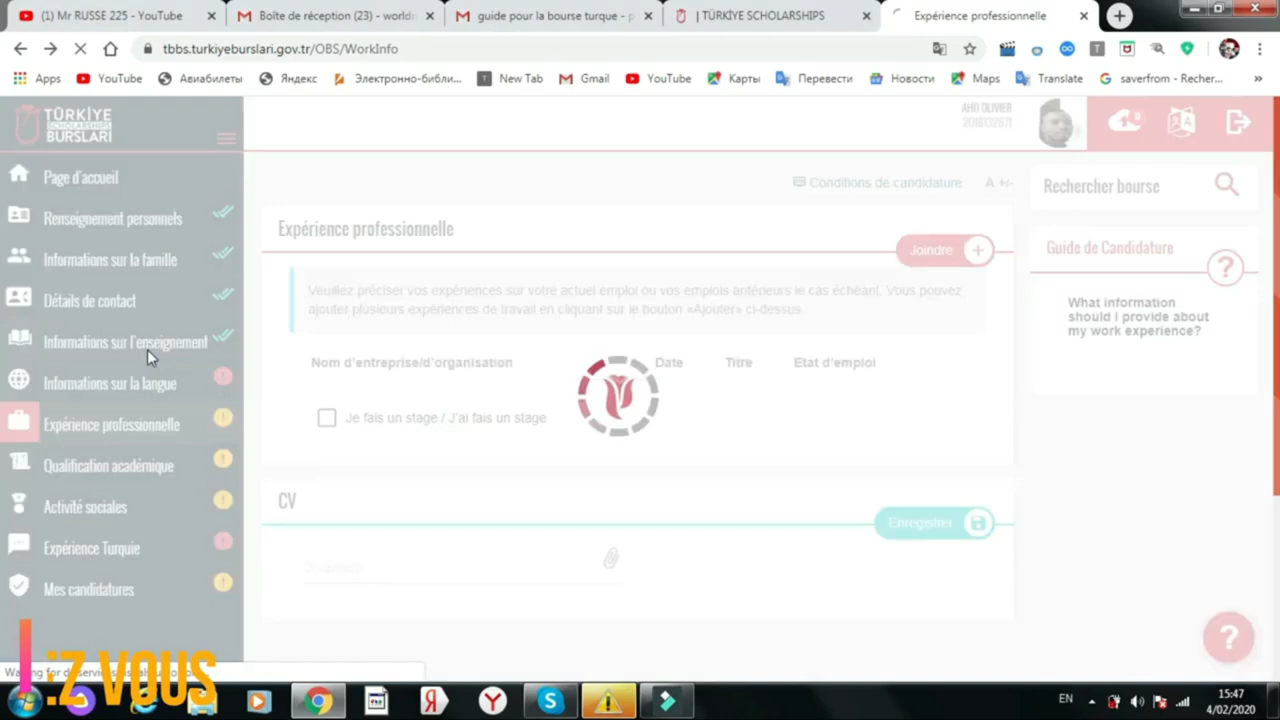 (1) Mr RUSSE 225 - YouTube
Boîte de réception (23) - world
guide pour la bourse turque - p
| TÜRKİYE SCHOLARSHIPS
Expérience professionnelle
tbbs.turkiyeburslari.gov.tr/OBS/WorkInfo
Apps
YouTube
Авиабилеты
Яндекс
Электронно-библи...
New Tab
Gmail
YouTube
Карты
Перевести
Новости
Maps
Translate
saverfrom - Recher...
»
TÜRKİYE
SCHOLARSHIPS
BURSLARI
AHO OLIVIER
Page d'accueil
Renseignement personnels
Informations sur la famille
Détails de contact
Informations sur l'enseignement
Informations sur la langue
Expérience professionnelle
Qualification académique
Activité sociales
Expérience Turquie
Mes candidatures
Conditions de candidature
A +/-
Expérience professionnelle
Joindre +
Veuillez préciser vos expériences sur votre actuel emploi ou vos emplois antérieurs le cas échéant. Vous pouvez
ajouter plusieurs expériences de travail en cliquant sur le bouton «Ajouter» ci-dessus
Nom d'entreprise/d'organisation
Date
Titre
Etat d'emploi
Je fais un stage / J'ai fais un stage
CV
Enregistrer
Rechercher bourse
Guide de Candidature
?
What information
should i provide about
my work experience?
?
:Z VOUS
EN
15:47
4/02/2020